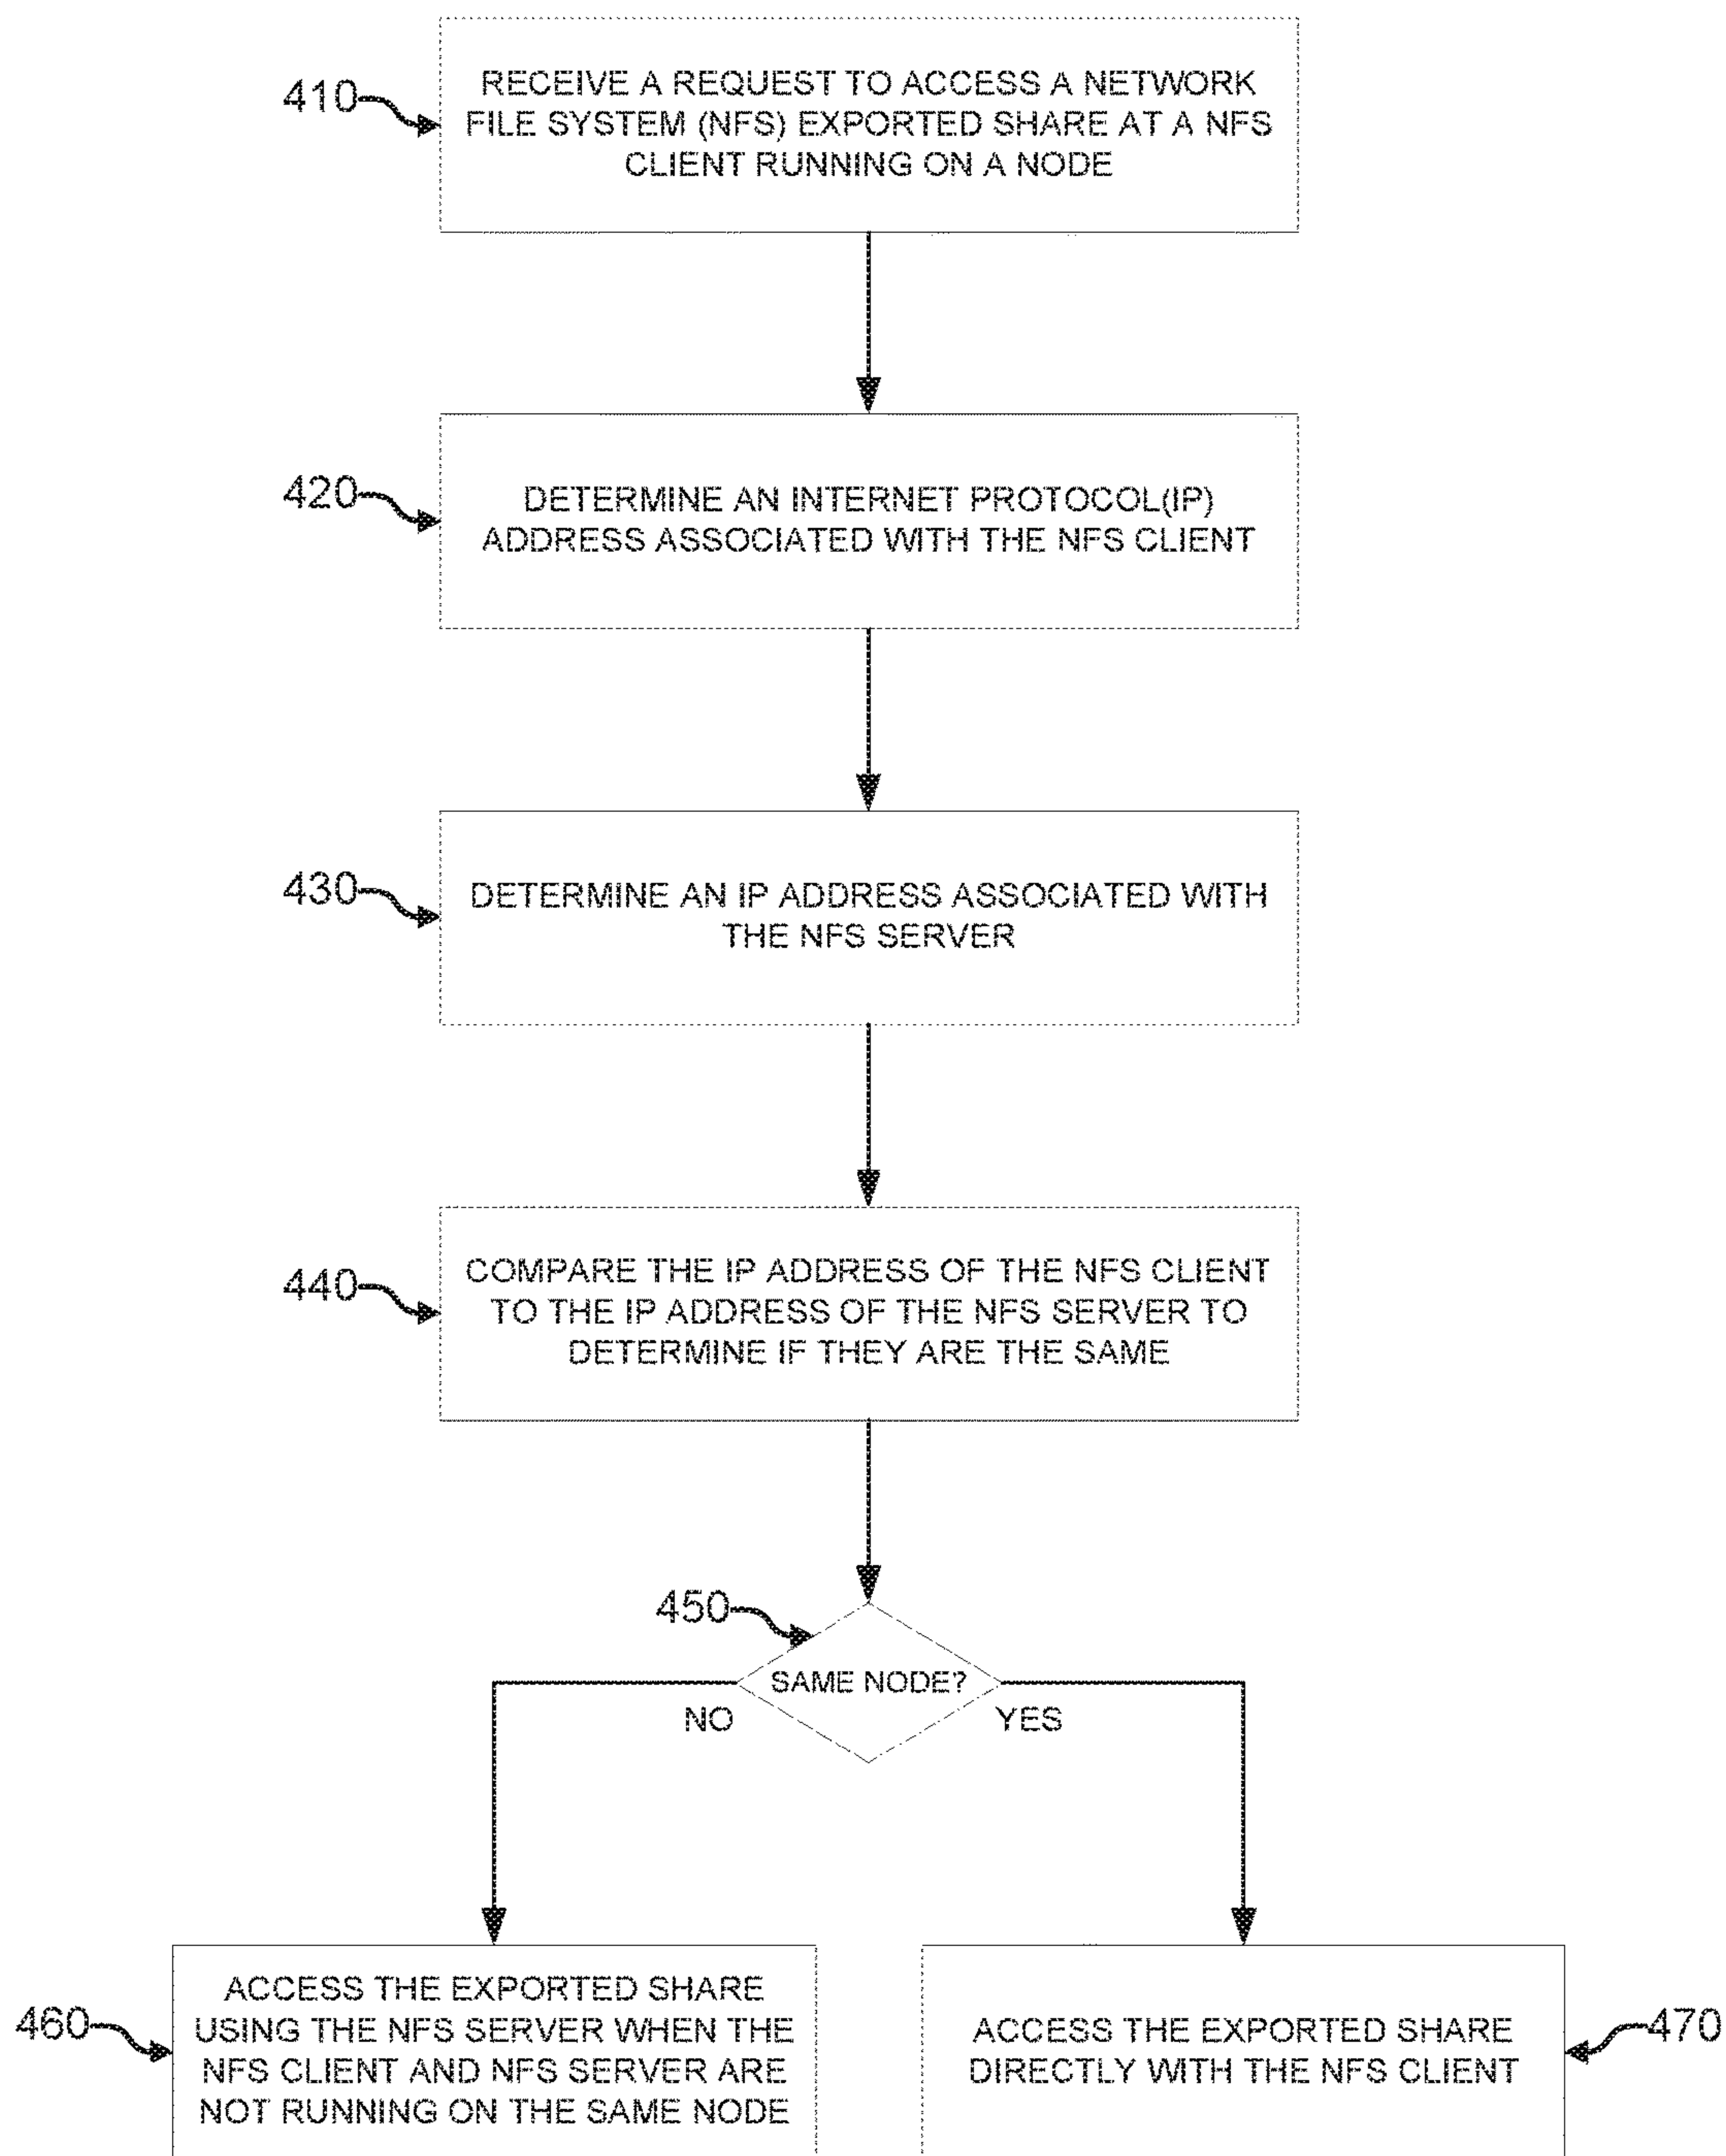 410
RECEIVE A REQUEST TO ACCESS A NETWORK
FILE SYSTEM (NFS) EXPORTED SHARE AT A NFS
CLIENT RUNNING ON A NODE
420
DETERMINE AN INTERNET PROTOCOL(IP)
ADDRESS ASSOCIATED WITH THE NFS CLIENT
430
DETERMINE AN IP ADDRESS ASSOCIATED WITH
THE NFS SERVER
440
COMPARE THE IP ADDRESS OF THE NFS CLIENT
TO THE IP ADDRESS OF THE NFS SERVER TO
DETERMINE IF THEY ARE THE SAME
450
SAME NODE?
NO
YES
460
ACCESS THE EXPORTED SHARE
USING THE NFS SERVER WHEN THE
NFS CLIENT AND NFS SERVER ARE
NOT RUNNING ON THE SAME NODE
ACCESS THE EXPORTED SHARE
DIRECTLY WITH THE NFS CLIENT
470